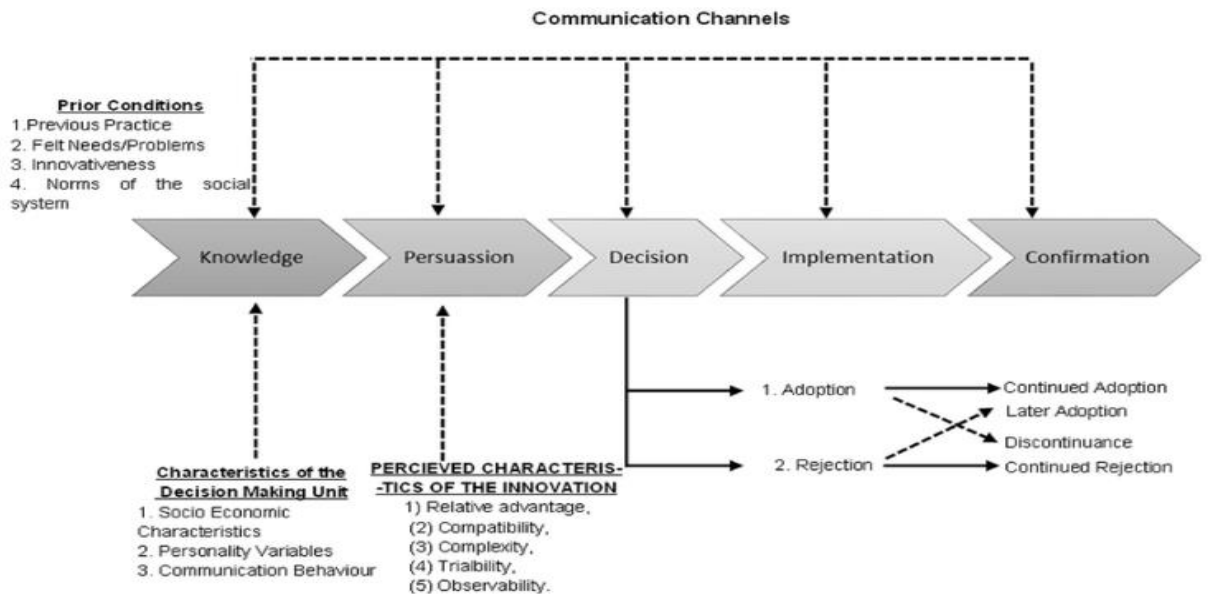 Communication Channels
Prior Conditions
1.Previous Practice
2. Felt Needs/Problems
3. Innovativeness
4. Norms of the social
system
Knowledge
Persuassion
Decision
Implementation
Confirmation
1. Adoption
Continued Adoption
Later Adoption
Discontinuance
2. Rejection
Continued Rejection
Characteristics of the
Decision Making Unit
1. Socio Economic
Characteristics
2. Personality Variables
3. Communication Behaviour
PERCIEVED CHARACTERIS-
-TICS OF THE INNOVATION
1) Relative advantage,
(2) Compatibility,
(3) Complexity,
(4) Trialbility,
(5) Observability.